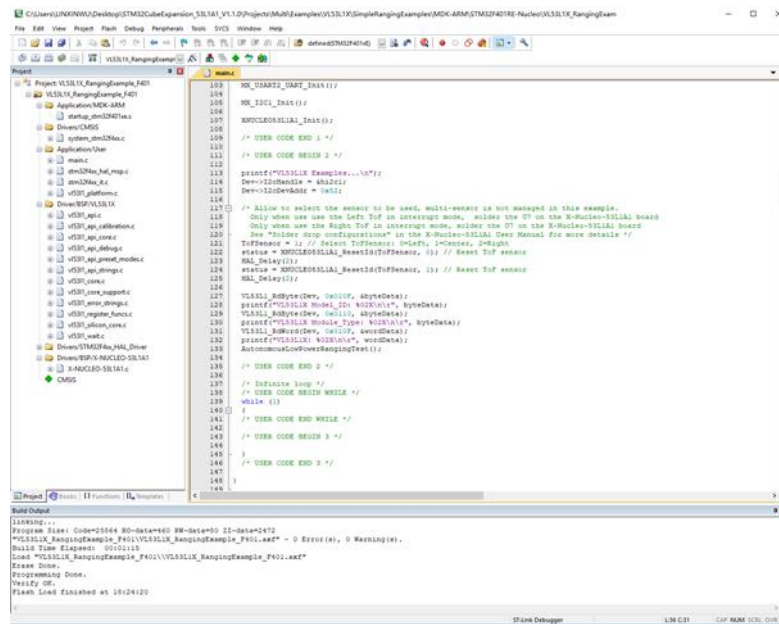 C:\Users\JINXINWU\Desktop\STM32CubeExpansion_53L1A1_V1.1.0\Projects\Multi\Examples\VL53L1X\SimpleRangingExamples\MDK-ARM\STM32F401RE-Nucleo\VL53L1X_RangingExam
File Edit View Project Flash Debug Peripherals Tools SVCS Window Help
defined(STM32F401xE)
VL53L1X_RangingExampl
Project
main.c
Project: VL53L1X_RangingExample_F401
VL53L1X_RangingExample_F401
Application/MDK-ARM
startup_stm32f401xe.s
Drivers/CMSIS
system_stm32f4xx.c
Application/User
main.c
stm32f4xx_hal_msp.c
stm32f4xx_it.c
vl53l1_platform.c
Driver/BSP/VL53L1X
vl53l1_api.c
vl53l1_api_calibration.c
vl53l1_api_core.c
vl53l1_api_debug.c
vl53l1_api_preset_modes.c
vl53l1_api_strings.c
vl53l1_core.c
vl53l1_core_support.c
vl53l1_error_strings.c
vl53l1_register_funcs.c
vl53l1_silicon_core.c
vl53l1_wait.c
Drivers/STM32F4xx_HAL_Driver
Drivers/BSP/X-NUCLEO-53L1A1
X-NUCLEO-53L1A1.c
CMSIS
103 MX_USART2_UART_Init();
104
105 MX_I2C1_Init();
106
107 XNUCLEO53L1A1_Init();
108
109 /* USER CODE END 1 */
110
111 /* USER CODE BEGIN 2 */
112
113 printf("VL53L1X Examples...\n");
114 Dev->I2cHandle = &hi2c1;
115 Dev->I2cDevAddr = 0x52;
116
117 /* Allow to select the sensor to be used, multi-sensor is not managed in this example.
118 Only when use use the Left ToF in interrupt mode, solder the U7 on the X-Nucleo-53L1A1 board
119 Only when use the Right ToF in interrupt mode, solder the U7 on the X-Nucleo-53L1A1 board
120 See "Solder drop configurations" in the X-Nucleo-53L1A1 User Manual for more details */
121 ToFSensor = 1; // Select ToFSensor: 0=Left, 1=Center, 2=Right
122 status = XNUCLEO53L1A1_ResetId(ToFSensor, 0); // Reset ToF sensor
123 HAL_Delay(2);
124 status = XNUCLEO53L1A1_ResetId(ToFSensor, 1); // Reset ToF sensor
125 HAL_Delay(2);
126
127 VL53L1_RdByte(Dev, 0x010F, &byteData);
128 printf("VL53L1X Model_ID: %02X\n\r", byteData);
129 VL53L1_RdByte(Dev, 0x0110, &byteData);
130 printf("VL53L1X Module_Type: %02X\n\r", byteData);
131 VL53L1_RdWord(Dev, 0x010F, &wordData);
132 printf("VL53L1X: %02X\n\r", wordData);
133 AutonomousLowPowerRangingTest();
134
135 /* USER CODE END 2 */
136
137 /* Infinite loop */
138 /* USER CODE BEGIN WHILE */
139 while (1)
140 {
141 /* USER CODE END WHILE */
142
143 /* USER CODE BEGIN 3 */
144
145 }
146 /* USER CODE END 3 */
147
148 }
149
Project Books Functions Templates
Build Output
linking...
Program Size: Code=25864 RO-data=460 RW-data=80 ZI-data=2472
"VL53L1X_RangingExample_F401\VL53L1X_RangingExample_F401.axf" - 0 Error(s), 0 Warning(s).
Build Time Elapsed: 00:01:15
Load "VL53L1X_RangingExample_F401\\VL53L1X_RangingExample_F401.axf"
Erase Done.
Programming Done.
Verify OK.
Flash Load finished at 18:24:20
ST-Link Debugger
L:36 C:31
CAP NUM SCRL OVR